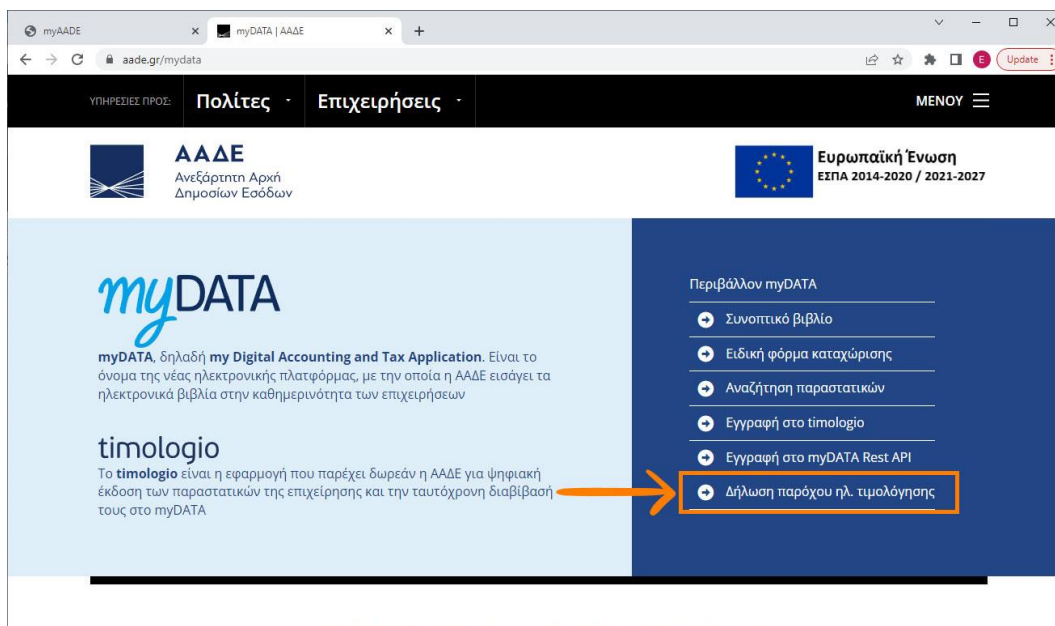 myAADE
myDATA | ΑΑΔΕ
aade.gr/mydata
E
Update
ΥΠΗΡΕΣΙΕΣ ΠΡΟΣ:
Πολίτες
Επιχειρήσεις
ΜΕΝΟΥ
ΑΑΔΕ
Ανεξάρτητη Αρχή
Δημοσίων Εσόδων
Ευρωπαϊκή Ένωση
ΕΣΠΑ 2014-2020 / 2021-2027
myDATA
myDATA, δηλαδή my Digital Accounting and Tax Application. Είναι το
όνομα της νέας ηλεκτρονικής πλατφόρμας, με την οποία η ΑΑΔΕ εισάγει τα
ηλεκτρονικά βιβλία στην καθημερινότητα των επιχειρήσεων
timologio
Το timologio είναι η εφαρμογή που παρέχει δωρεάν η ΑΑΔΕ για ψηφιακή
έκδοση των παραστατικών της επιχείρησης και την ταυτόχρονη διαβίβασή
τους στο myDATA
Περιβάλλον myDATA
Συνοπτικό βιβλίο
Ειδική φόρμα καταχώρισης
Αναζήτηση παραστατικών
Εγγραφή στο timologio
Εγγραφή στο myDATA Rest API
Δήλωση παρόχου ηλ. τιμολόγησης